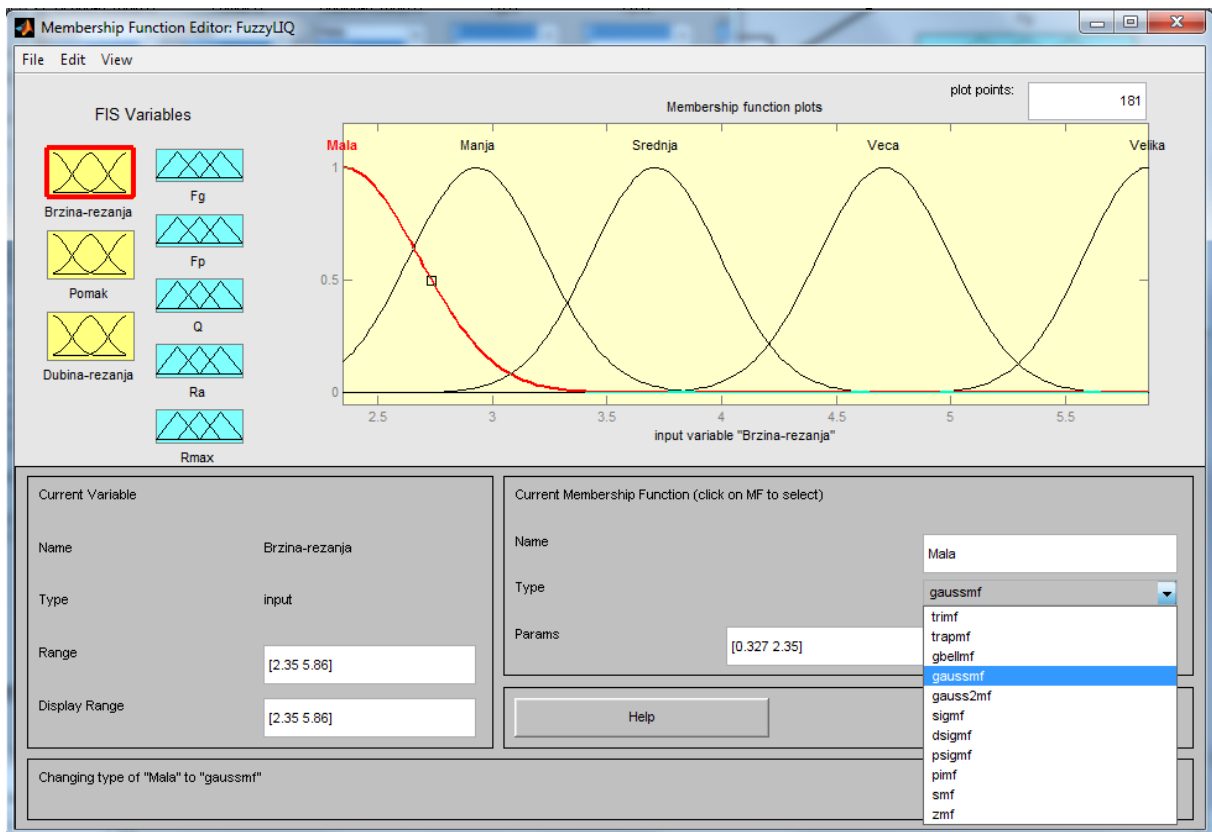 Membership Function Editor: FuzzyLIQ
File Edit View
FIS Variables
Brzina-rezanja
Pomak
Dubina-rezanja
Fg
Fp
Q
Ra
Rmax
plot points:
181
Membership function plots
Mala Manja Srednja Veca Velika
1
0.5
0
2.5 3 3.5 4 4.5 5 5.5
input variable "Brzina-rezanja"
Current Variable
Name Brzina-rezanja
Type input
Range [2.35 5.86]
Display Range [2.35 5.86]
Current Membership Function (click on MF to select)
Name Mala
Type gaussmf
Params [0.327 2.35]
trimf
trapmf
gbellmf
gaussmf
gauss2mf
sigmf
dsigmf
psigmf
pimf
smf
zmf
Help
Changing type of "Mala" to "gaussmf"